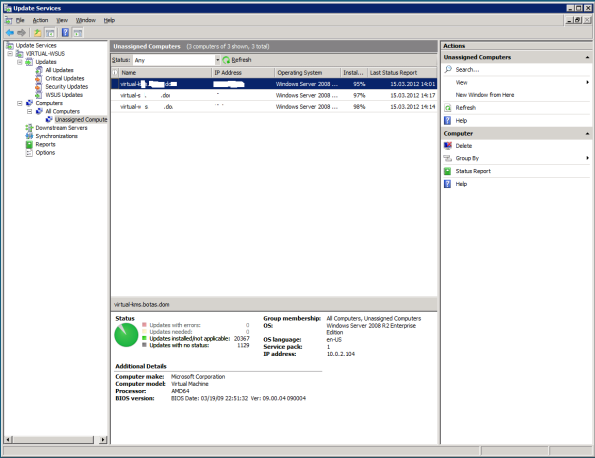 Update Services
File Action View Window Help
Update Services
VIRTUAL-WSUS
Updates
All Updates
Critical Updates
Security Updates
WSUS Updates
Computers
All Computers
Unassigned Compute
Downstream Servers
Synchronizations
Reports
Options
Unassigned Computers (3 computers of 3 shown, 3 total)
Status: Any Refresh
Name IP Address Operating System Instal... Last Status Report
Windows Server 2008 ... 95% 15.03.2012 14:01
virtual-s . .do Windows Server 2008 ... 97% 15.03.2012 14:17
virtual-w s .do Windows Server 2008 ... 98% 15.03.2012 14:14
virtual-kms.botas.dom
Status
Updates with errors: 0
Updates needed: 0
Updates installed/not applicable: 20367
Updates with no status: 1129
Group membership: All Computers, Unassigned Computers
OS: Windows Server 2008 R2 Enterprise
Edition
OS language: en-US
Service pack: 1
IP address: 10.0.2.104
Additional Details
Computer make: Microsoft Corporation
Computer model: Virtual Machine
Processor: AMD64
BIOS version: BIOS Date: 03/19/09 22:51:32 Ver: 09.00.04 090004
Actions
Unassigned Computers
Search...
View
New Window from Here
Refresh
Help
Computer
Delete
Group By
Status Report
Help